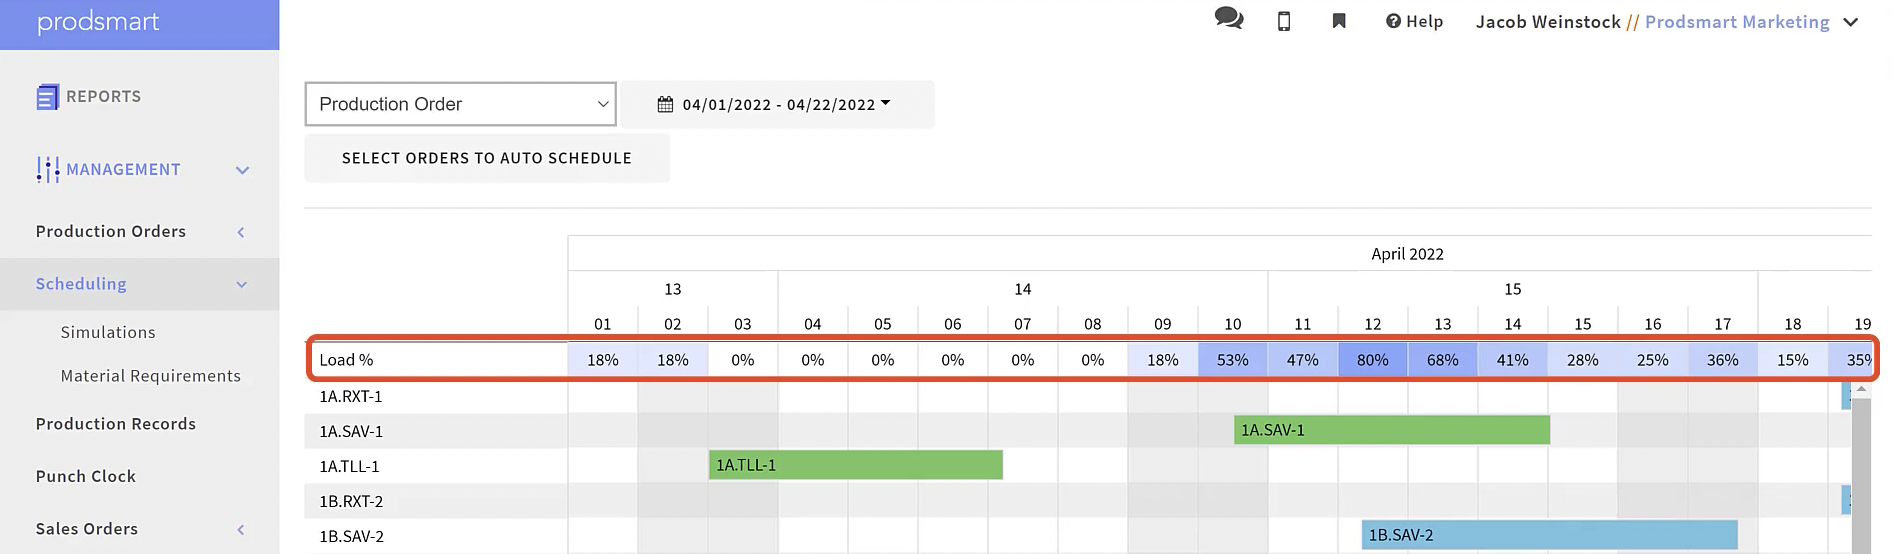 prodsmart
Help
Jacob Weinstock // Prodsmart Marketing
REPORTS
MANAGEMENT
Production Orders
Scheduling
Simulations
Material Requirements
Production Records
Punch Clock
Sales Orders
Production Order
04/01/2022 - 04/22/2022
SELECT ORDERS TO AUTO SCHEDULE
April 2022
13 14 15
01 02 03 04 05 06 07 08 09 10 11 12 13 14 15 16 17 18 19
Load % 18% 18% 0% 0% 0% 0% 0% 0% 18% 53% 47% 80% 68% 41% 28% 25% 36% 15% 35%
1A.RXT-1
1A.SAV-1 1A.SAV-1
1A.TLL-1 1A.TLL-1
1B.RXT-2
1B.SAV-2 1B.SAV-2